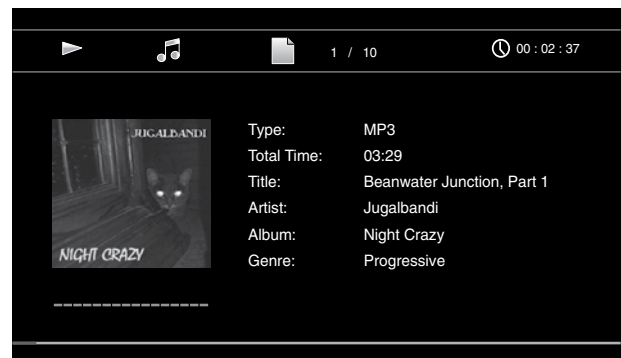 1 / 10 00 : 02 : 37
JUGALBANDI
NIGHT CRAZY
Type: MP3
Total Time: 03:29
Title: Beanwater Junction, Part 1
Artist: Jugalbandi
Album: Night Crazy
Genre: Progressive